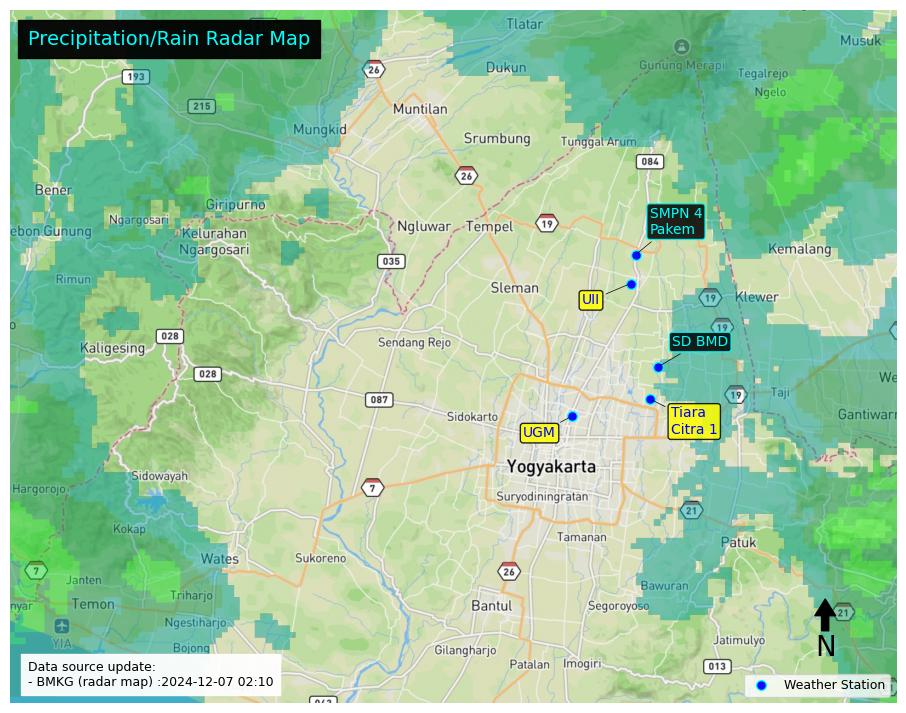 Precipitation/Rain Radar Map
Tlatar
Musuk
Gunung Merapi
Dukun
Tegalrejo
Ngelo
26
193
215
Muntilan
Mungkid
Srumbung
Tunggal Arum
084
26
Bener
Giripurno
SMPN 4
Pakem
Ngargosari
Ngluwar
Tempel
19
ebon Gunung
Kelurahan
Ngargosari
Kemalang
035
Rimun
Sleman
UII
19
Klewer
19
028
Kaligesing
Sendang Rejo
SD BMD
028
We
087
19
Taji
Sidokarto
Tiara
Citra 1
Gantiwarn
UGM
Yogyakarta
Sidowayah
Hargorojo
7
Suryodiningratan
21
Kokap
Tamanan
Patuk
Wates
Sukoreno
7
26
Janten
Bawuran
nyar
Temon
Triharjo
Bantul
Segoroyoso
21
Ngestiharjo
YIA
N
Bojong
Jatimulyo
Gilangharjo
Patalan
Imogiri
013
Data source update:
- BMKG (radar map) :2024-12-07 02:10
Weather Station